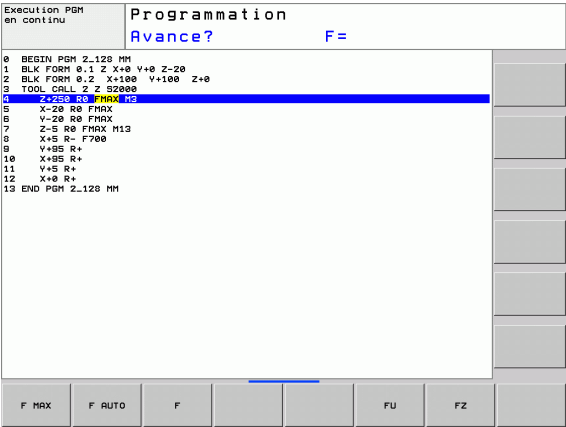 Execution PGM
en continu
Programmation
Avance? F=
0 BEGIN PGM 2_128 MM
1 BLK FORM 0.1 Z X+0 Y+0 Z-20
2 BLK FORM 0.2 X+100 Y+100 Z+0
3 TOOL CALL 2 Z S2000
4 Z+250 R0 FMAX M3
5 X-20 R0 FMAX
6 Y-20 R0 FMAX
7 Z-5 R0 FMAX M13
8 X+5 R- F700
9 Y+95 R+
10 X+95 R+
11 Y+5 R+
12 X+0 R+
13 END PGM 2_128 MM
F MAX F AUTO F FU FZ